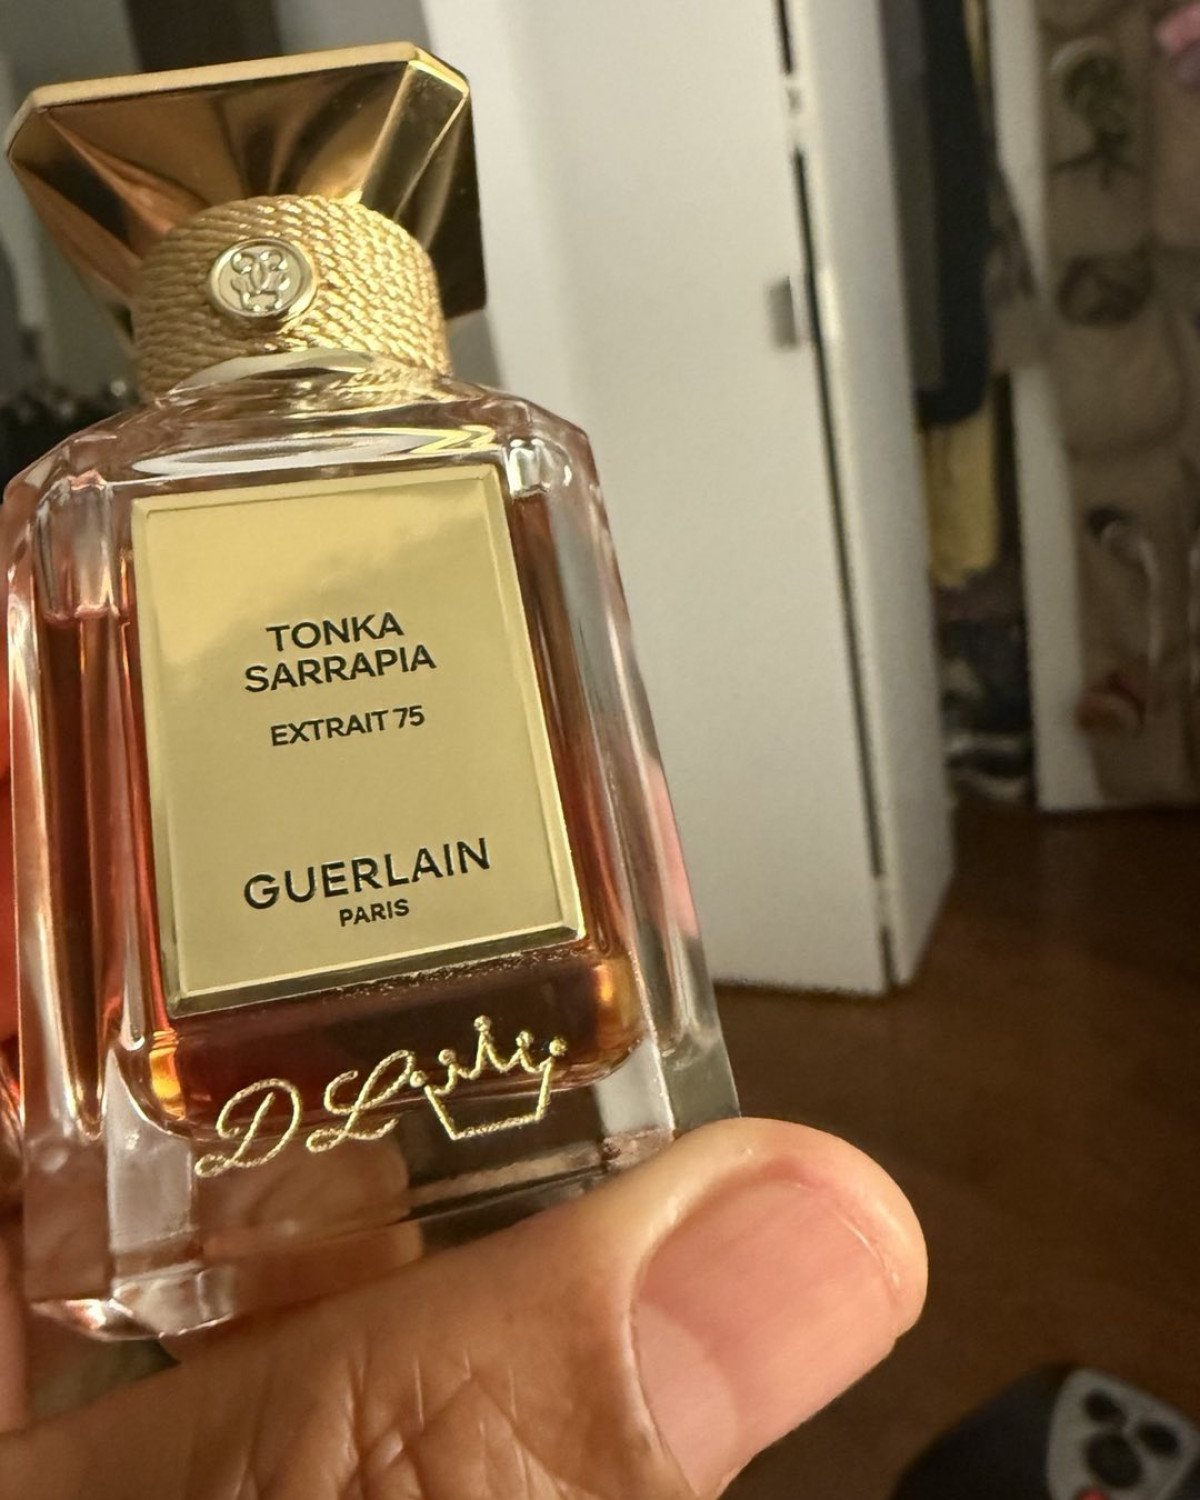 TONKA
SARRAPIA
EXTRAIT 75
GUERLAIN
PARIS
D L